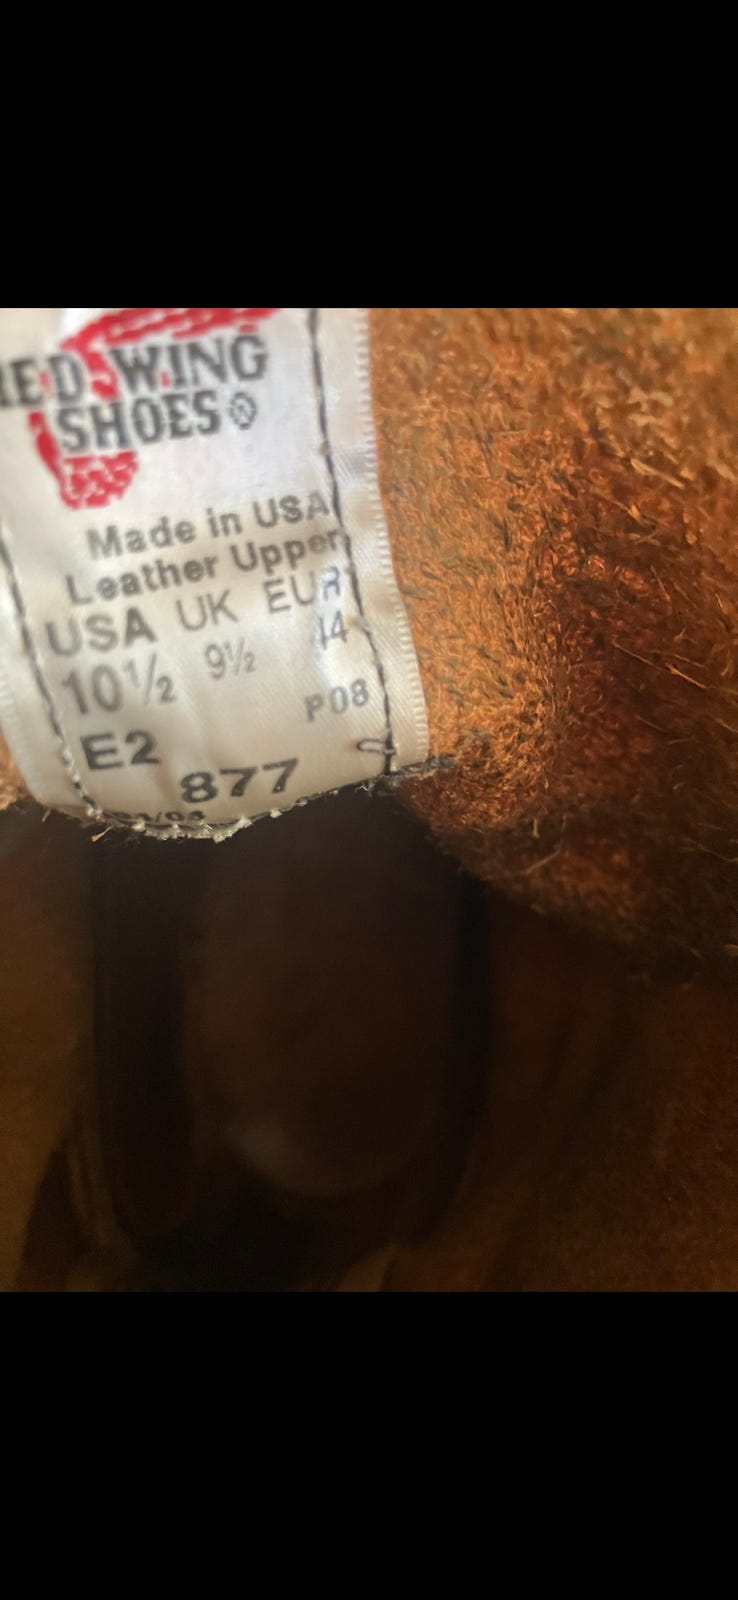 RED WING
SHOES®
Made in USA
Leather Upper
USA UK EUR
10½ 9½ 44
P08
E2
877